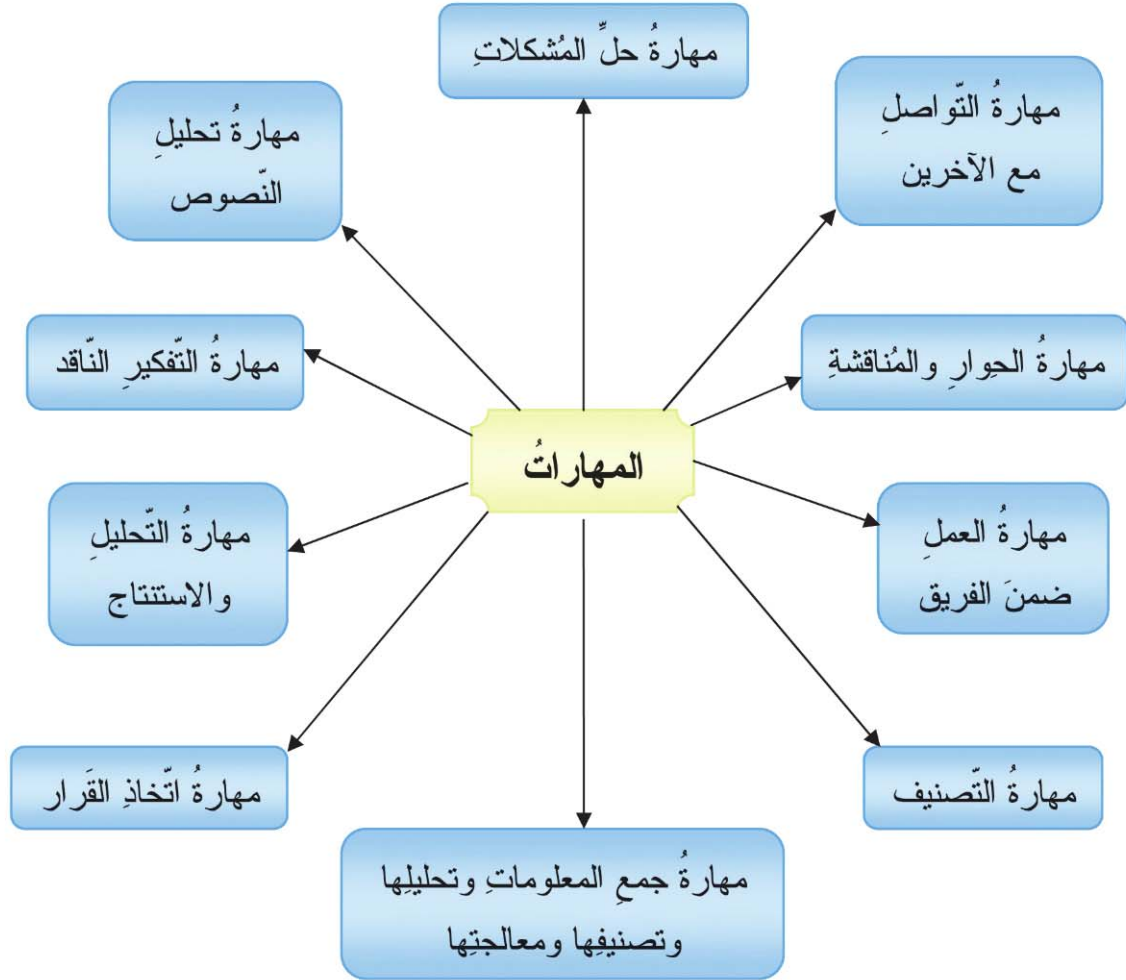 مهارةُ حلِّ المُشكلاتِ
مهارةُ التّواصلِ
مع الآخرين
مهارةُ تحليلِ
النّصوص
مهارةُ الحِوارِ والمُناقشةِ
مهارةُ التّفكيرِ النّاقد
المهاراتُ
مهارةُ العملِ
ضمنَ الفريق
مهارةُ التّحليلِ
والاستنتاج
مهارةُ التّصنيف
مهارةُ اتّخاذِ القَرار
مهارةُ جمعِ المعلوماتِ وتحليلِها
وتصنيفِها ومعالجتِها